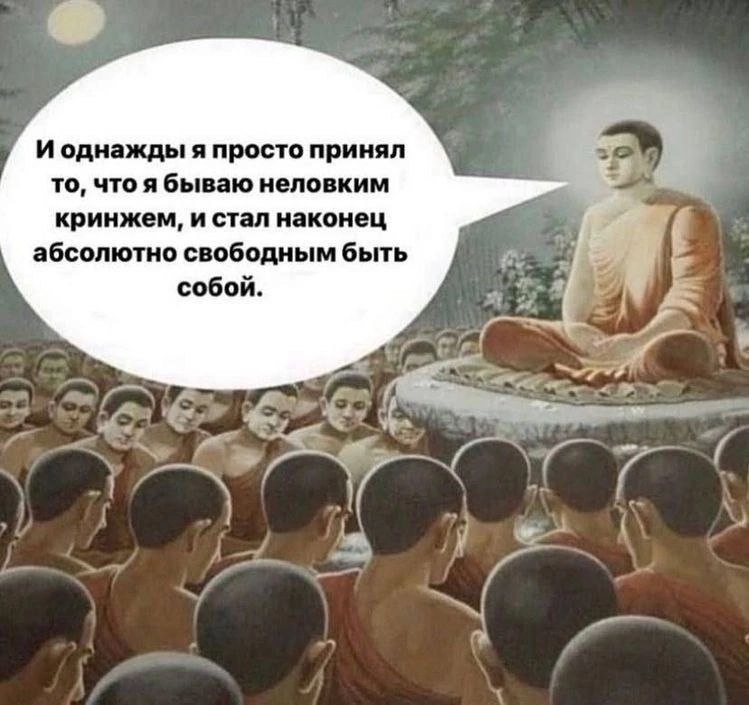 И однажды я просто принял
то, что я бываю неловким
кринжем, и стал наконец
абсолютно свободным быть
собой.